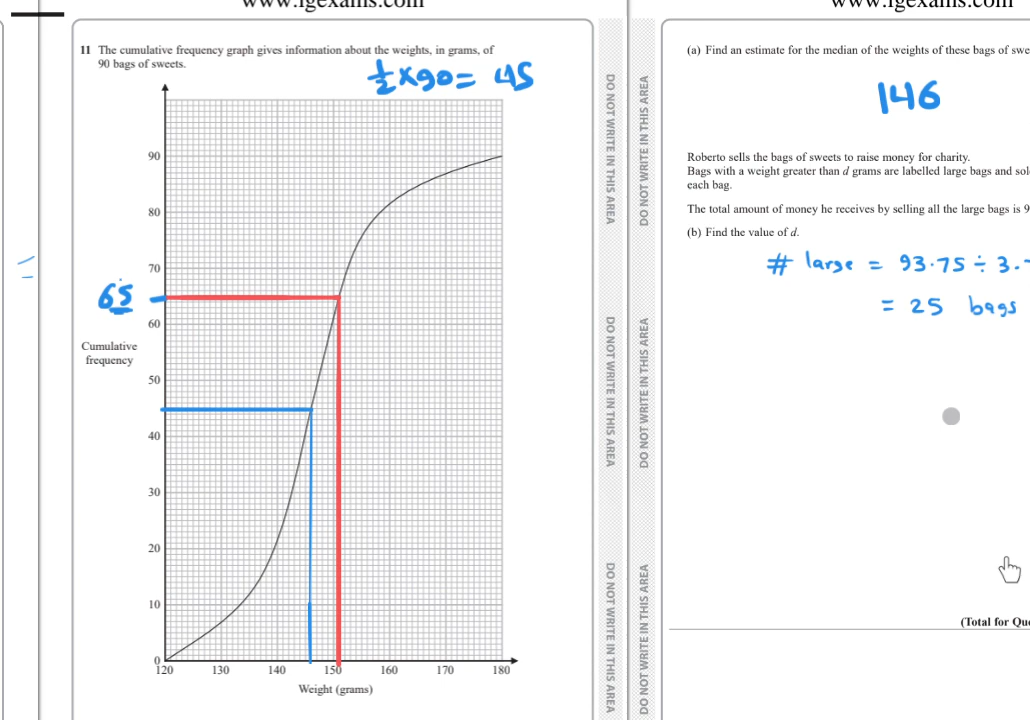 www.igexams.com
www.igexams.com
11 The cumulative frequency graph gives information about the weights, in grams, of
90 bags of sweets.
½ × 90 = 45
90
80
70
65
60
Cumulative
frequency
50
40
30
20
10
0
120 130 140 150 160 170 180
Weight (grams)
DO NOT WRITE IN THIS AREA
DO NOT WRITE IN THIS AREA
DO NOT WRITE IN THIS AREA
DO NOT WRITE IN THIS AREA
DO NOT WRITE IN THIS AREA
DO NOT WRITE IN THIS AREA
(a) Find an estimate for the median of the weights of these bags of
146
Roberto sells the bags of sweets to raise money for charity.
Bags with a weight greater than d grams are labelled large bags and
each bag.
The total amount of money he receives by selling all the large bags is 9
(b) Find the value of d.
# large = 93.75 ÷ 3.
= 25 bags
(Total for